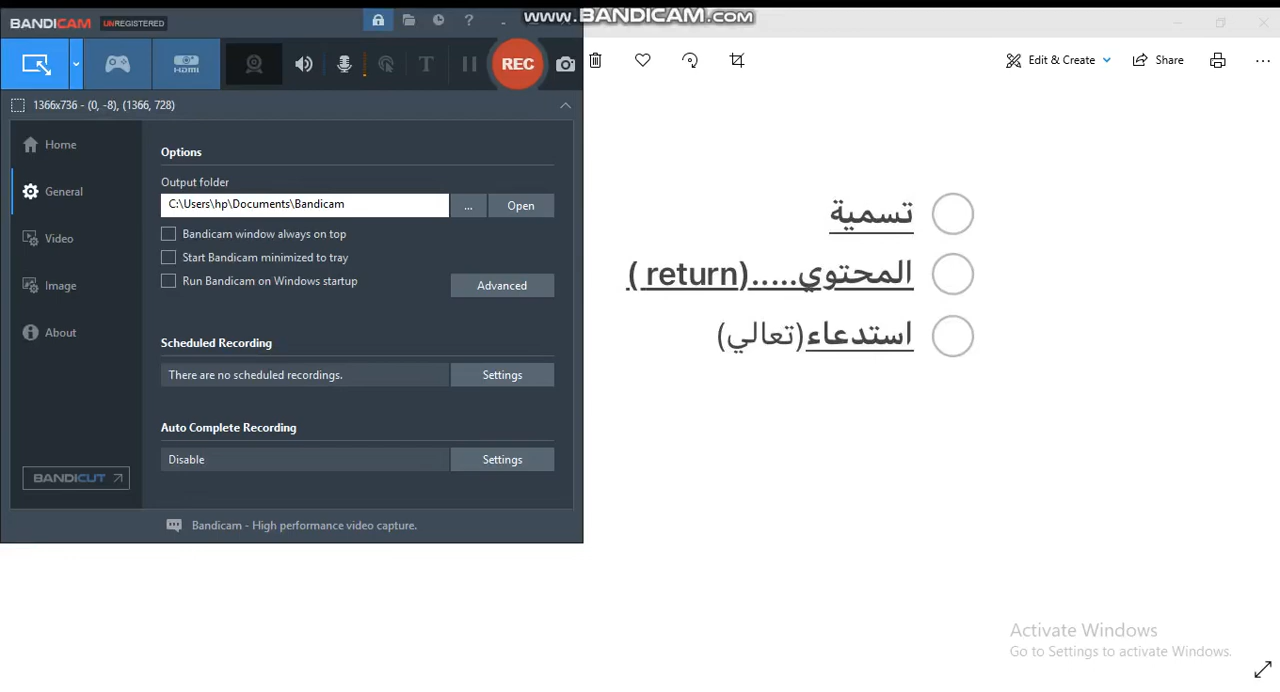 BANDICAM UNREGISTERED
www.BANDICAM.com
HDMI
REC
Edit & Create
Share
1366x736 - (0, -8), (1366, 728)
Home
General
Video
Image
About
BANDICUT
Options
Output folder
C:\Users\hp\Documents\Bandicam
...
Open
Bandicam window always on top
Start Bandicam minimized to tray
Run Bandicam on Windows startup
Advanced
Scheduled Recording
There are no scheduled recordings.
Settings
Auto Complete Recording
Disable
Settings
Bandicam - High performance video capture.
تسمية
المحتوي.....(return )
استدعاء(تعالي)
Activate Windows
Go to Settings to activate Windows.